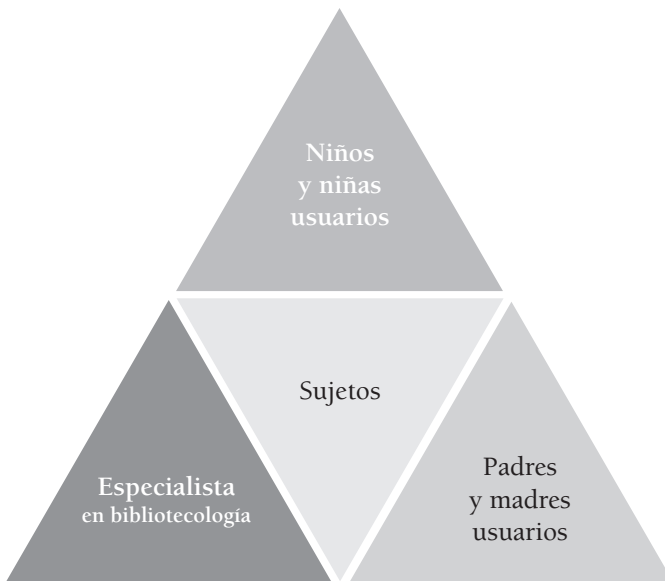 Niños
y niñas
usuarios
Sujetos
Especialista
en bibliotecología
Padres
y madres
usuarios